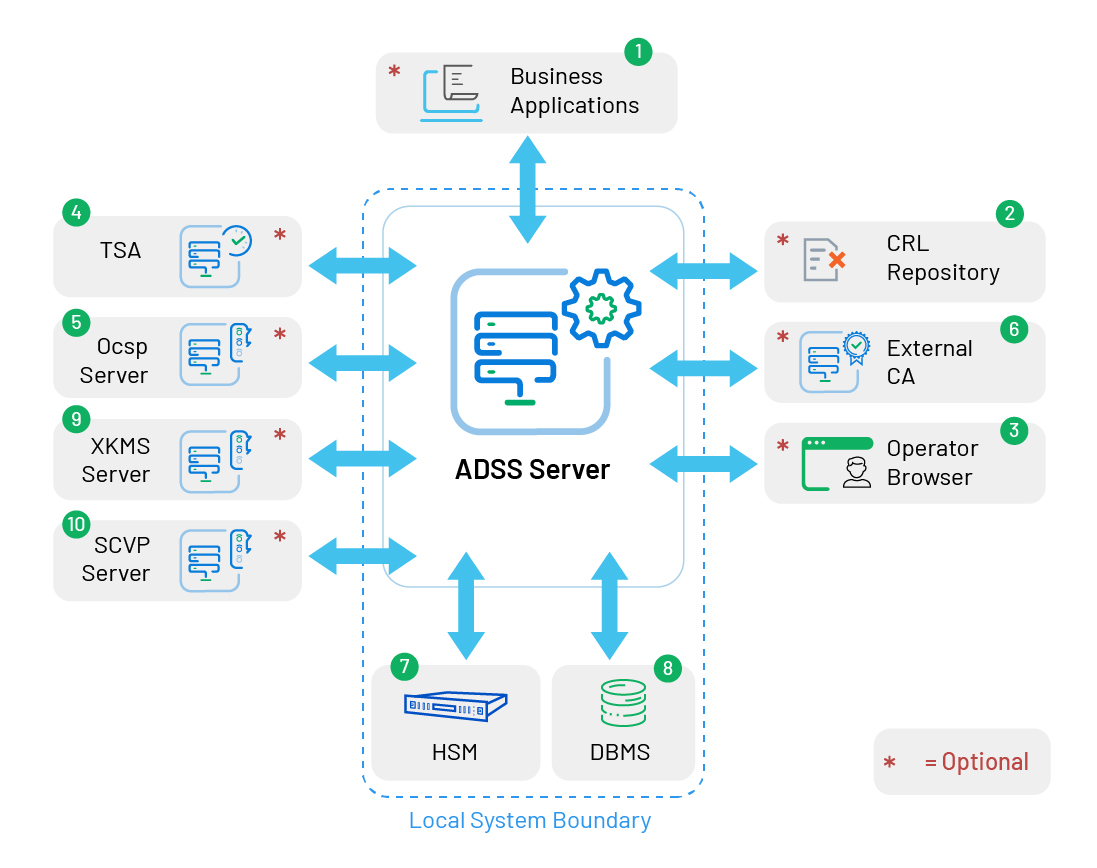 1
* Business
Applications
4
TSA *
2
* CRL
Repository
5
Ocsp *
Server
6
* External
CA
9
XKMS *
Server
3
* Operator
Browser
ADSS Server
10
SCVP *
Server
7
HSM
8
DBMS
* = Optional
Local System Boundary